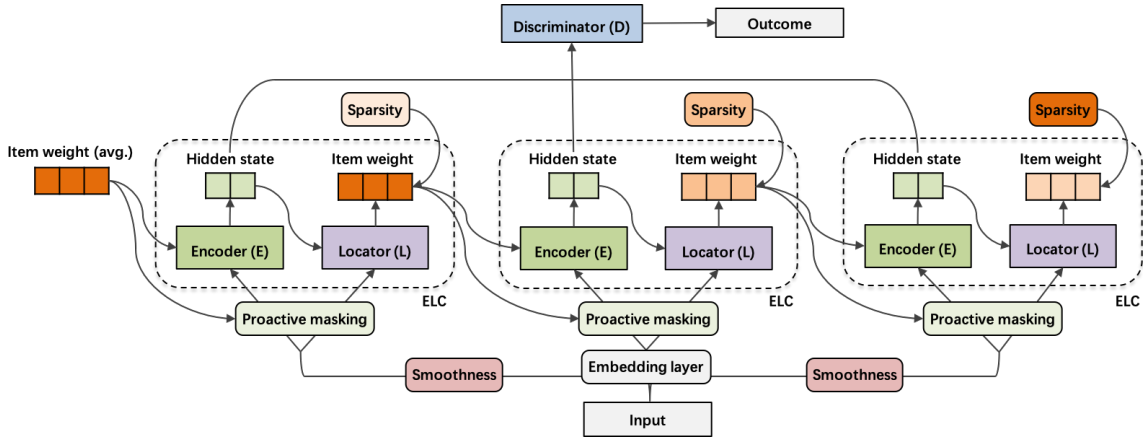 Discriminator (D)
Outcome
Sparsity
Sparsity
Sparsity
Item weight (avg.)
Hidden state
Item weight
Hidden state
Item weight
Hidden state
Item weight
Encoder (E)
Locator (L)
Encoder (E)
Locator (L)
Encoder (E)
Locator (L)
ELC
ELC
ELC
Proactive masking
Proactive masking
Proactive masking
Smoothness
Embedding layer
Smoothness
Input